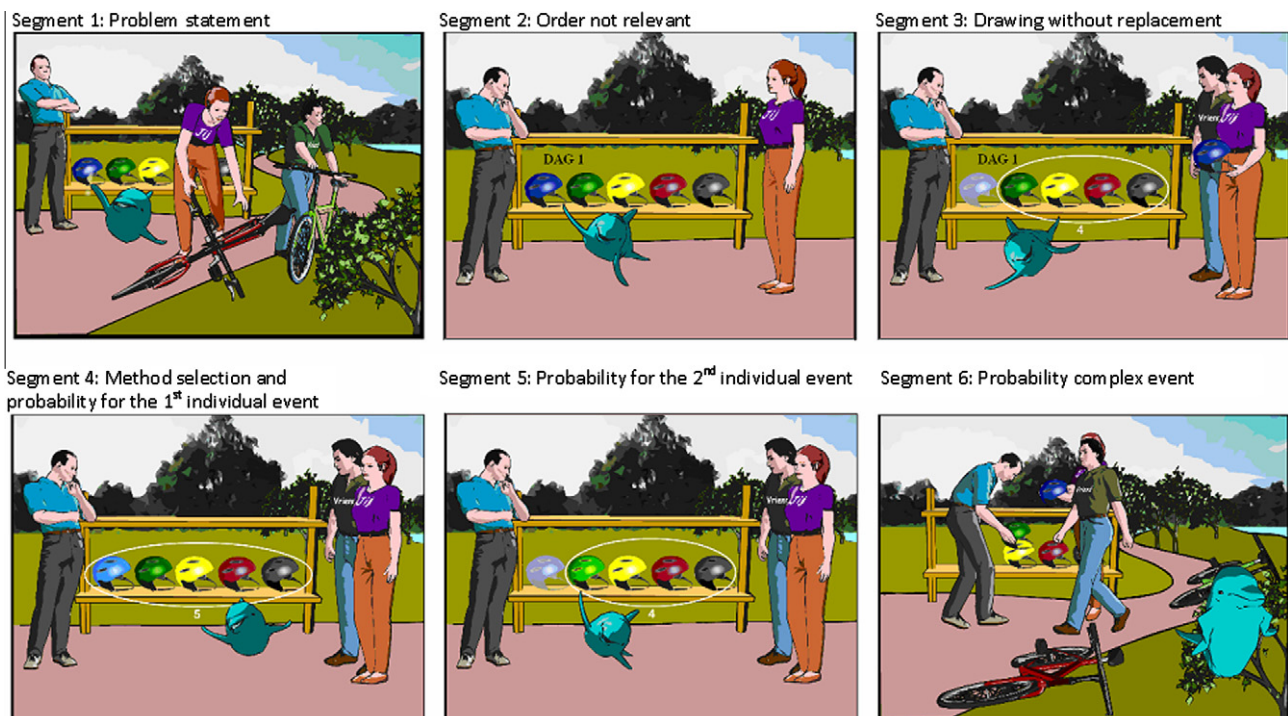 Segment 1: Problem statement
Segment 2: Order not relevant
Segment 3: Drawing without replacement
Jij
DAG 1
DAG 1
Vriend
4
Segment 4: Method selection and
probability for the 1st individual event
Segment 5: Probability for the 2nd individual event
Segment 6: Probability complex event
5
4